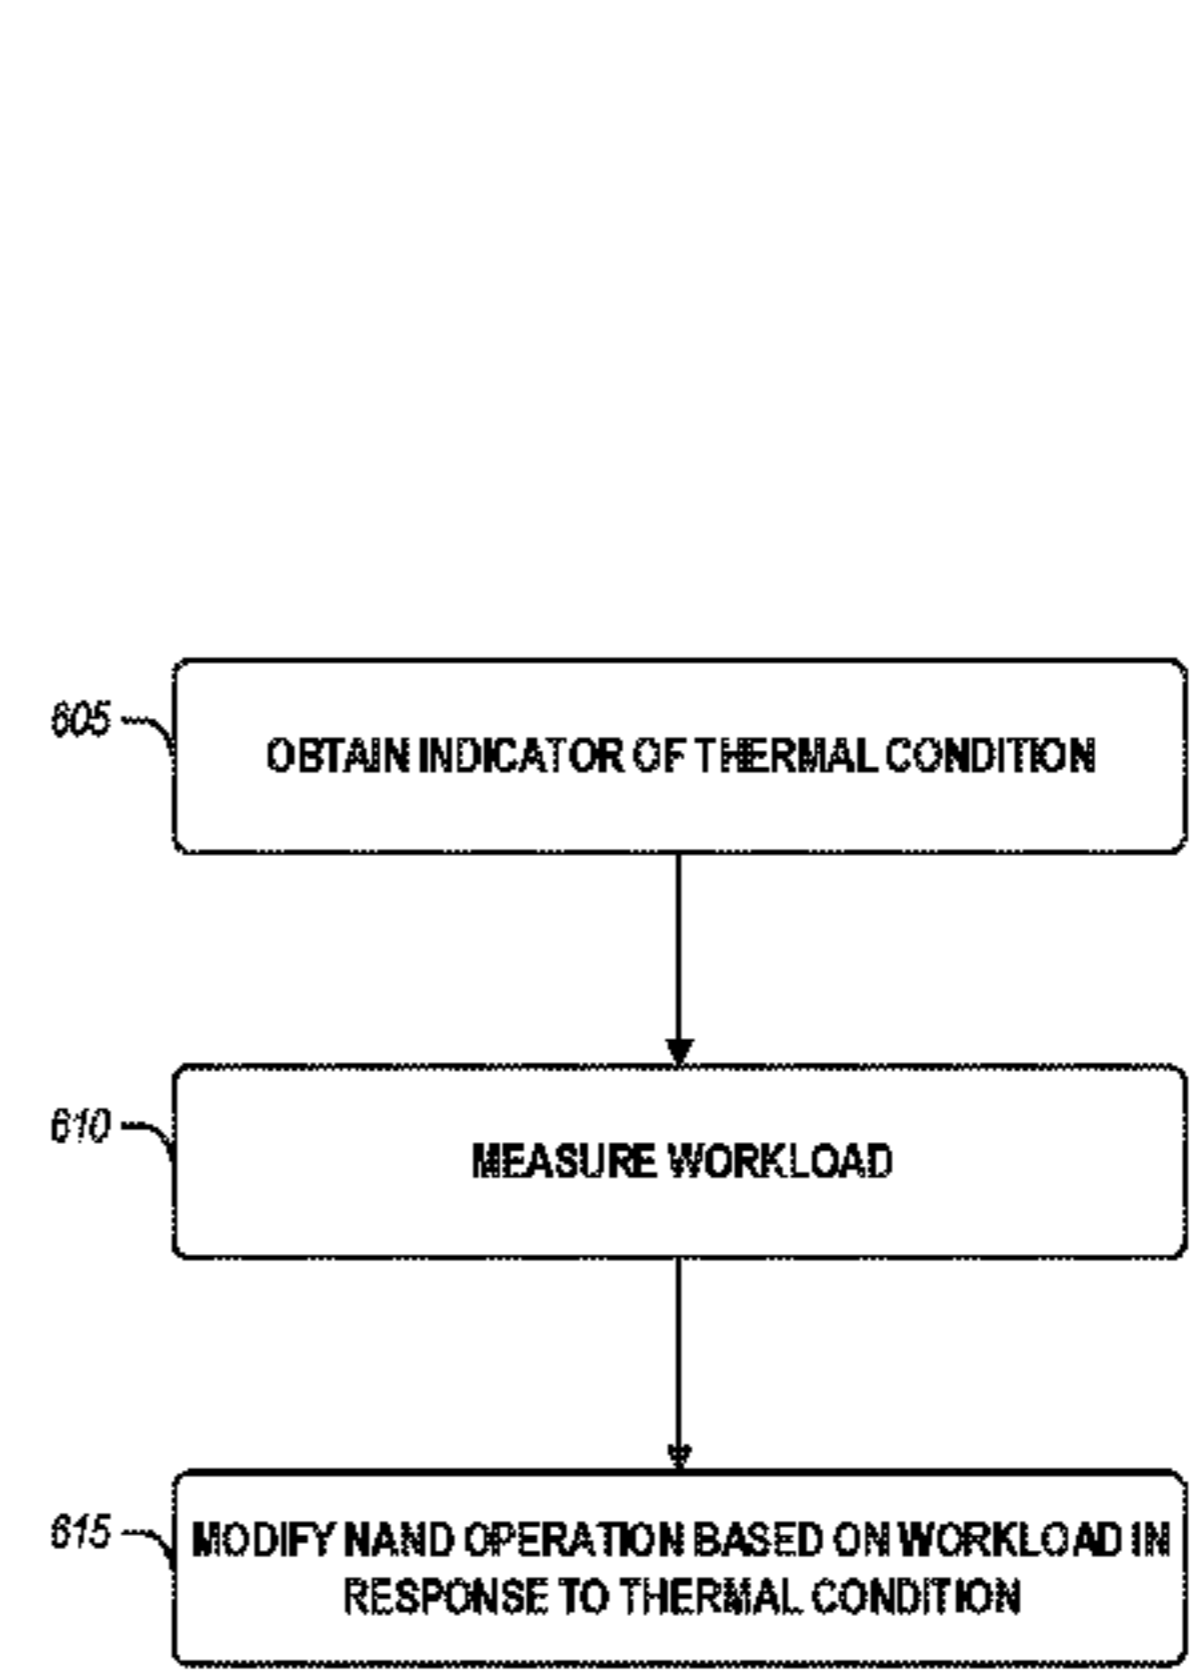 605
OBTAIN INDICATOR OF THERMAL CONDITION
610
MEASURE WORKLOAD
615
MODIFY NAND OPERATION BASED ON WORKLOAD IN
RESPONSE TO THERMAL CONDITION